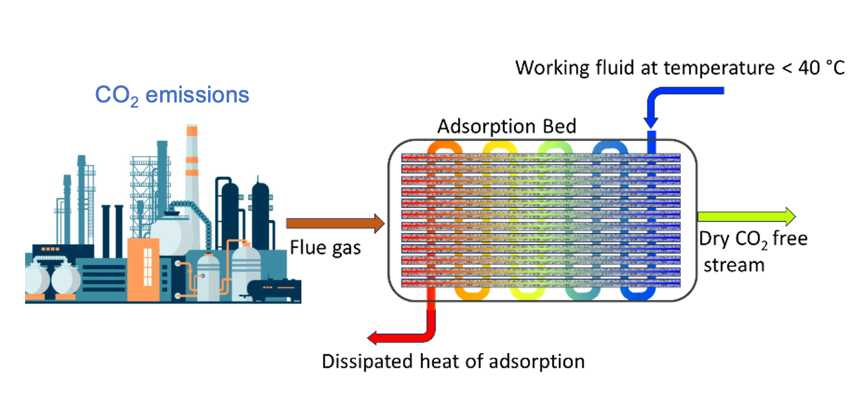 Working fluid at temperature < 40 °C
CO₂ emissions
Adsorption Bed
Flue gas
Dry CO₂ free
stream
Dissipated heat of adsorption